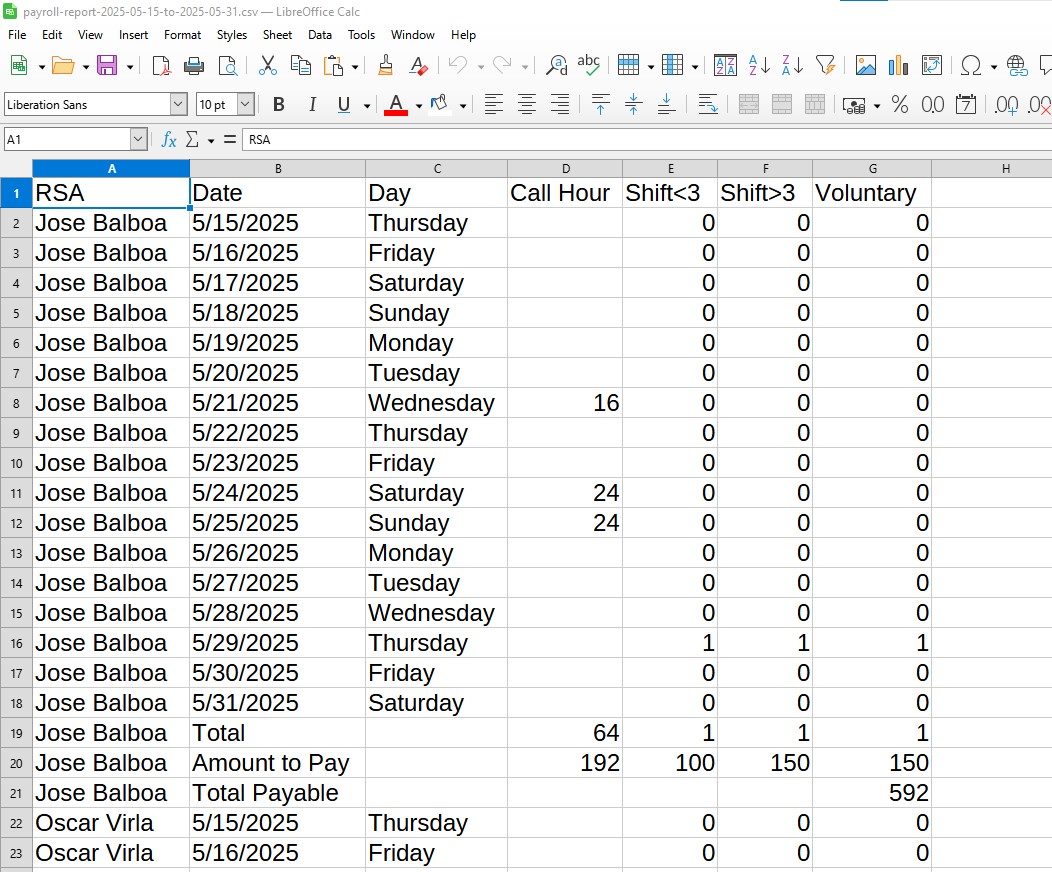 payroll-report-2025-05-15-to-2025-05-31.csv — LibreOffice Calc
File Edit View Insert Format Styles Sheet Data Tools Window Help
Liberation Sans 10 pt B I U A % 0.0 7 .00 .00
A1 fx Σ = RSA
A B C D E F G H
1 RSA Date Day Call Hour Shift<3 Shift>3 Voluntary
2 Jose Balboa 5/15/2025 Thursday 0 0 0
3 Jose Balboa 5/16/2025 Friday 0 0 0
4 Jose Balboa 5/17/2025 Saturday 0 0 0
5 Jose Balboa 5/18/2025 Sunday 0 0 0
6 Jose Balboa 5/19/2025 Monday 0 0 0
7 Jose Balboa 5/20/2025 Tuesday 0 0 0
8 Jose Balboa 5/21/2025 Wednesday 16 0 0 0
9 Jose Balboa 5/22/2025 Thursday 0 0 0
10 Jose Balboa 5/23/2025 Friday 0 0 0
11 Jose Balboa 5/24/2025 Saturday 24 0 0 0
12 Jose Balboa 5/25/2025 Sunday 24 0 0 0
13 Jose Balboa 5/26/2025 Monday 0 0 0
14 Jose Balboa 5/27/2025 Tuesday 0 0 0
15 Jose Balboa 5/28/2025 Wednesday 0 0 0
16 Jose Balboa 5/29/2025 Thursday 1 1 1
17 Jose Balboa 5/30/2025 Friday 0 0 0
18 Jose Balboa 5/31/2025 Saturday 0 0 0
19 Jose Balboa Total 64 1 1 1
20 Jose Balboa Amount to Pay 192 100 150 150
21 Jose Balboa Total Payable 592
22 Oscar Virla 5/15/2025 Thursday 0 0 0
23 Oscar Virla 5/16/2025 Friday 0 0 0